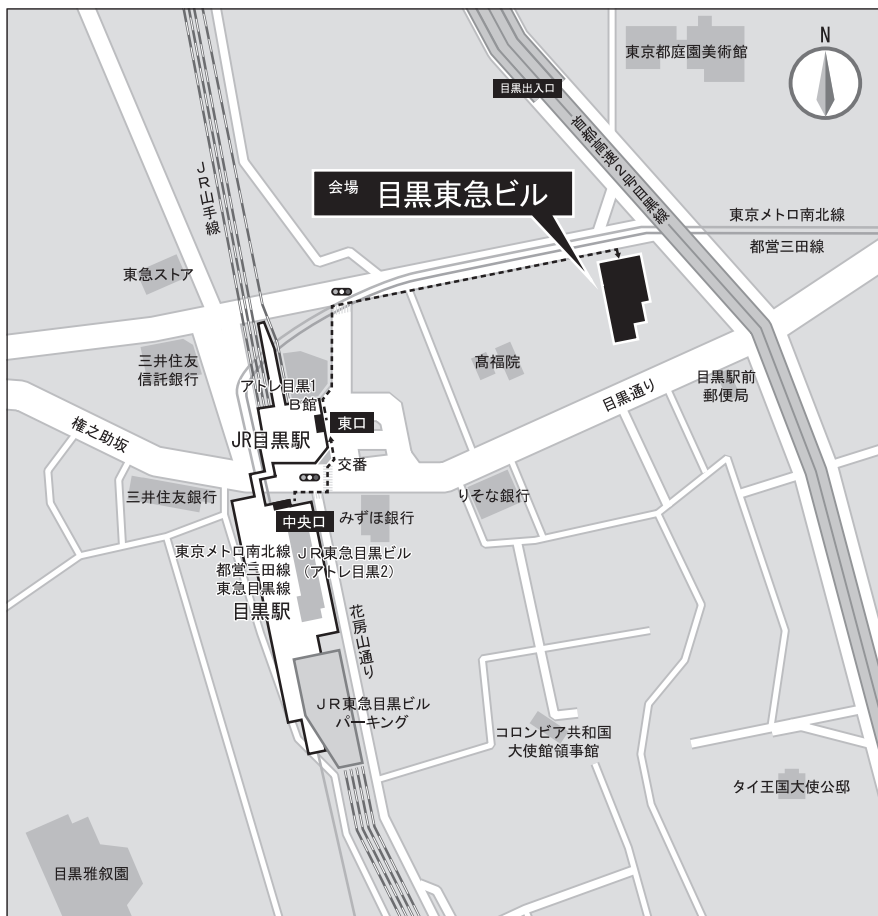 東京都庭園美術館
N
目黒出入口
首都高速2号目黒線
JR山手線
会場 目黒東急ビル
東京メトロ南北線
都営三田線
東急ストア
三井住友
信託銀行
アトレ目黒1
B館
髙福院
目黒駅前
郵便局
目黒通り
権之助坂
JR目黒駅
東口
交番
三井住友銀行
りそな銀行
中央口
みずほ銀行
東京メトロ南北線
都営三田線
東急目黒線
目黒駅
JR東急目黒ビル
(アトレ目黒2)
花房山通り
JR東急目黒ビル
パーキング
コロンビア共和国
大使館領事館
タイ王国大使公邸
目黒雅叙園